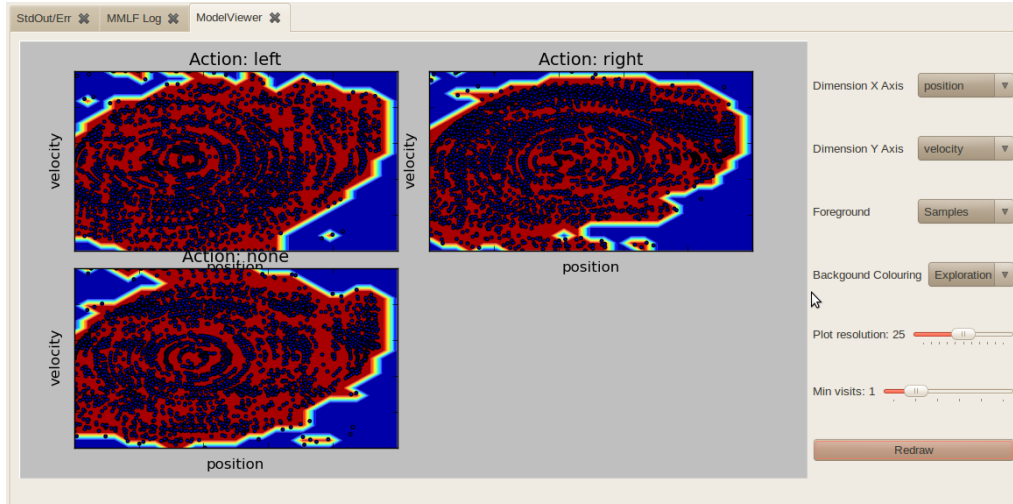 StdOut/Err
MMLF Log
ModelViewer
Action: left
Action: right
velocity
velocity
position
position
Action: none
velocity
position
Dimension X Axis
position
Dimension Y Axis
velocity
Foreground
Samples
Backgound Colouring
Exploration
Plot resolution: 25
Min visits: 1
Redraw